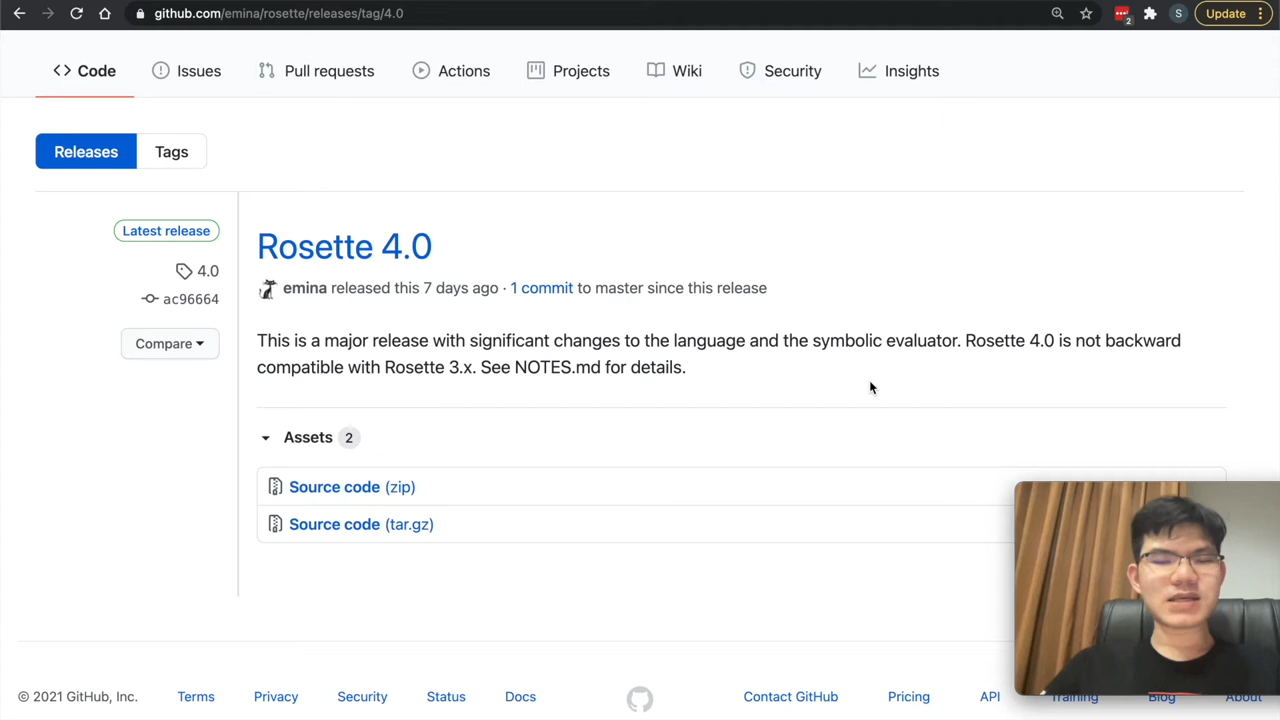 github.com/emina/rosette/releases/tag/4.0
2
S
Update
Code
Issues
Pull requests
Actions
Projects
Wiki
Security
Insights
Releases
Tags
Latest release
4.0
ac96664
Compare
Rosette 4.0
emina released this 7 days ago · 1 commit to master since this release
This is a major release with significant changes to the language and the symbolic evaluator. Rosette 4.0 is not backward
compatible with Rosette 3.x. See NOTES.md for details.
Assets 2
Source code (zip)
Source code (tar.gz)
© 2021 GitHub, Inc.
Terms
Privacy
Security
Status
Docs
Contact GitHub
Pricing
API
Training
Blog
About